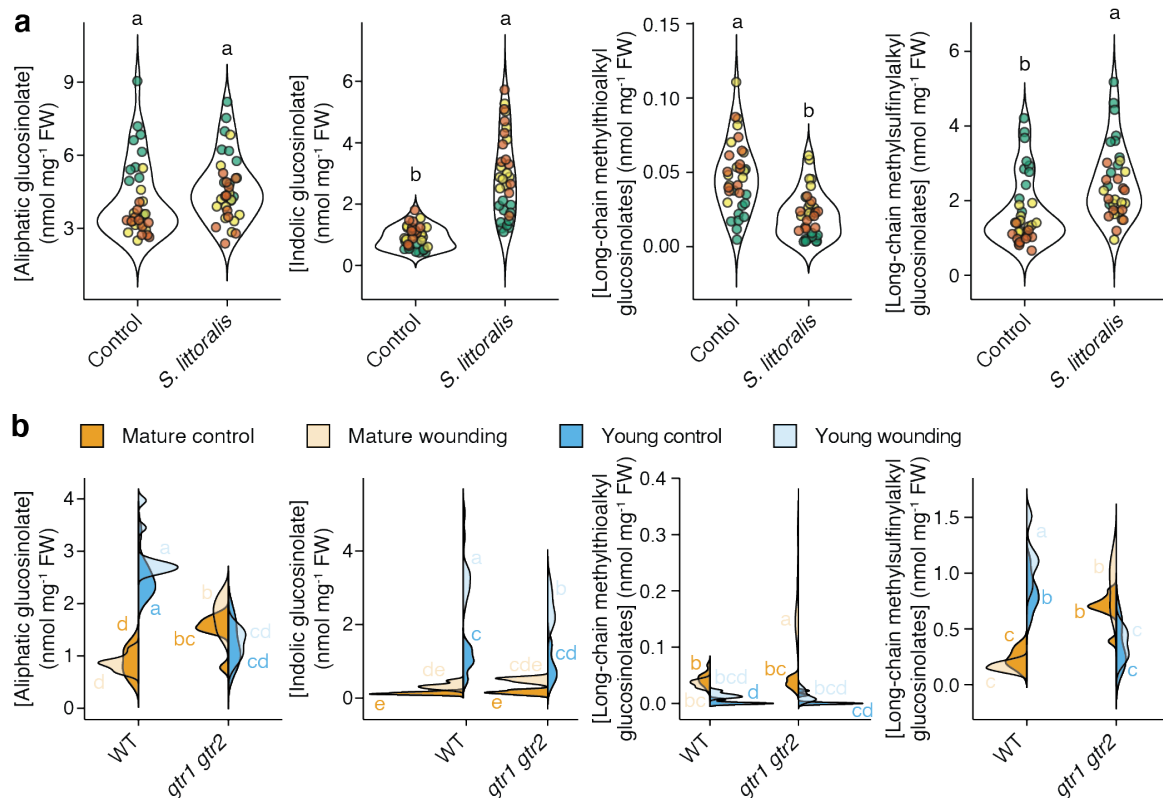 a
[Aliphatic glucosinolate]
(nmol mg⁻¹ FW)
9
6
3
a
a
Control
S. littoralis
[Indolic glucosinolate]
(nmol mg⁻¹ FW)
6
4
2
0
b
a
Control
S. littoralis
[Long-chain methylthioalkyl
glucosinolates] (nmol mg⁻¹ FW)
0.15
0.10
0.05
0.00
a
b
Contol
S. littoralis
[Long-chain methylsulfinylalkyl
glucosinolates] (nmol mg⁻¹ FW)
6
4
2
0
b
a
Control
S. littoralis
b
Mature control
Mature wounding
Young control
Young wounding
[Aliphatic glucosinolate]
(nmol mg⁻¹ FW)
4
3
2
1
0
d
d
a
a
bc
b
cd
cd
WT
gtr1 gtr2
[Indolic glucosinolate]
(nmol mg⁻¹ FW)
4
2
0
e
de
a
c
e
cde
b
cd
WT
gtr1 gtr2
[Long-chain methylthioalkyl
glucosinolates] (nmol mg⁻¹ FW)
0.4
0.3
0.2
0.1
0.0
b
bc
bcd
d
bc
a
bcd
cd
WT
gtr1 gtr2
[Long-chain methylsulfinylalkyl
glucosinolates] (nmol mg⁻¹ FW)
1.5
1.0
0.5
0.0
c
c
a
b
b
b
c
c
WT
gtr1 gtr2